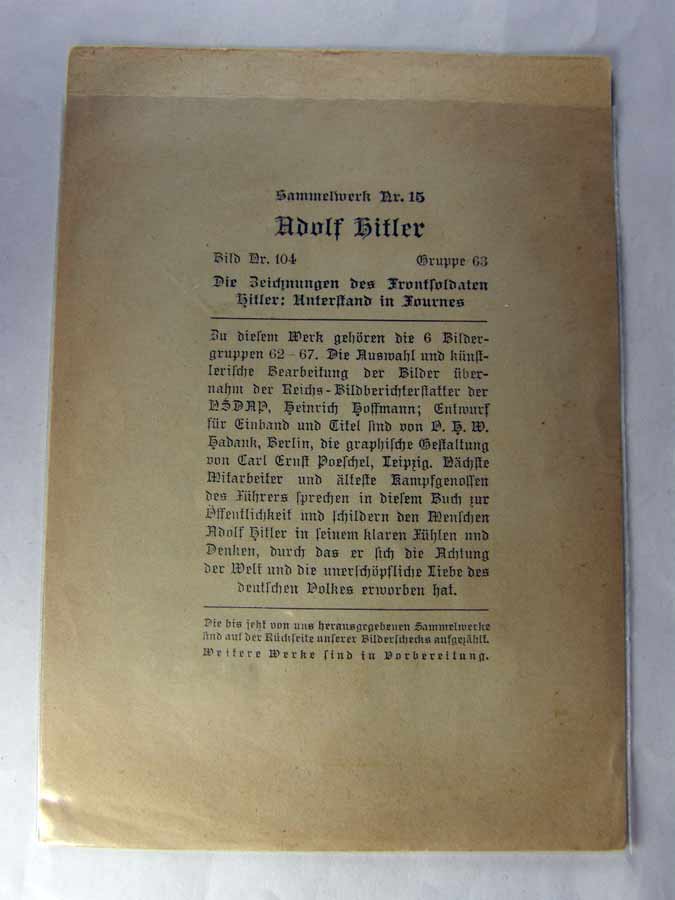 Sammelwerk Nr. 15
Adolf Hitler
Bild Nr. 104 Gruppe 63
Die Zeichnungen des Frontsoldaten
Hitler: Unterstand in Fournes
Zu diesem Werk gehören die 6 Bilder-
gruppen 62 - 67. Die Auswahl und künst-
lerische Bearbeitung der Bilder über-
nahm der Reichs-Bildberichterstatter der
NSDAP, Heinrich Hoffmann; Entwurf
für Einband und Titel sind von O. H. W.
Hadank, Berlin, die graphische Gestaltung
von Carl Ernst Poeschel, Leipzig. Nächste
Mitarbeiter und älteste Kampfgenossen
des Führers sprechen in diesem Buch zur
Öffentlichkeit und schildern den Menschen
Adolf Hitler in seinem klaren Fühlen und
Denken, durch das er sich die Achtung
der Welt und die unerschöpfliche Liebe des
deutschen Volkes erworben hat.
Die bis jetzt von uns herausgegebenen Sammelwerke
sind auf der Rückseite unserer Bilderschecks aufgezählt.
Weitere Werke sind in Vorbereitung.